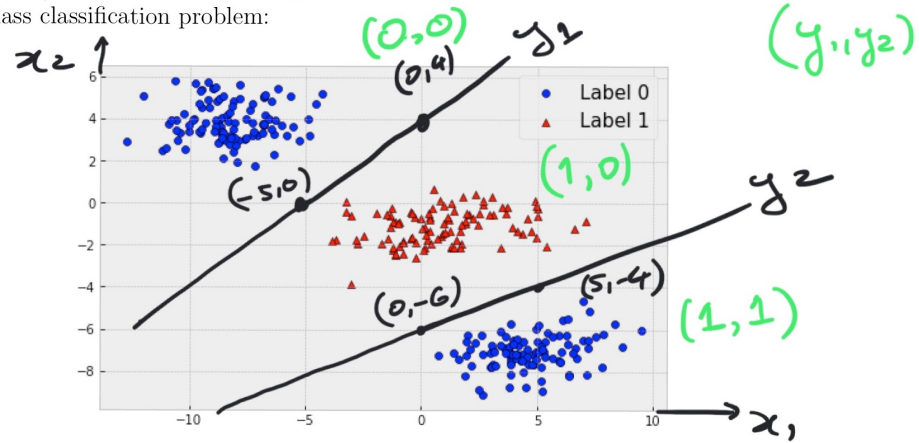 ass classification problem:
(0,0)
y1
(y1,y2)
x2
(0,4)
6
Label 0
Label 1
4
2
(1,0)
(-5,0)
0
y2
−2
−4
(0,-6)
(5,-4)
(1,1)
−6
−8
−10
−5
0
5
10
x1